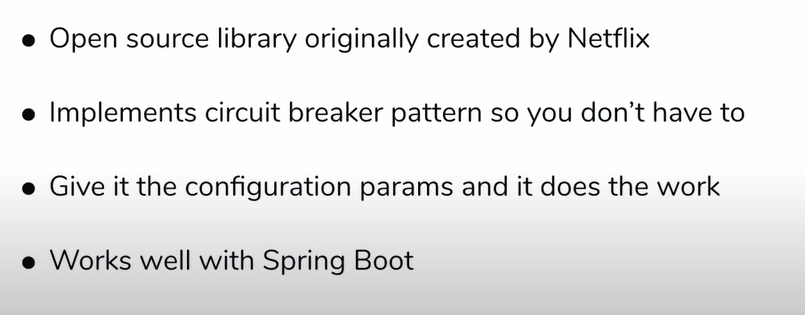 • Open source library originally created by Netflix
• Implements circuit breaker pattern so you don’t have to
• Give it the configuration params and it does the work
• Works well with Spring Boot